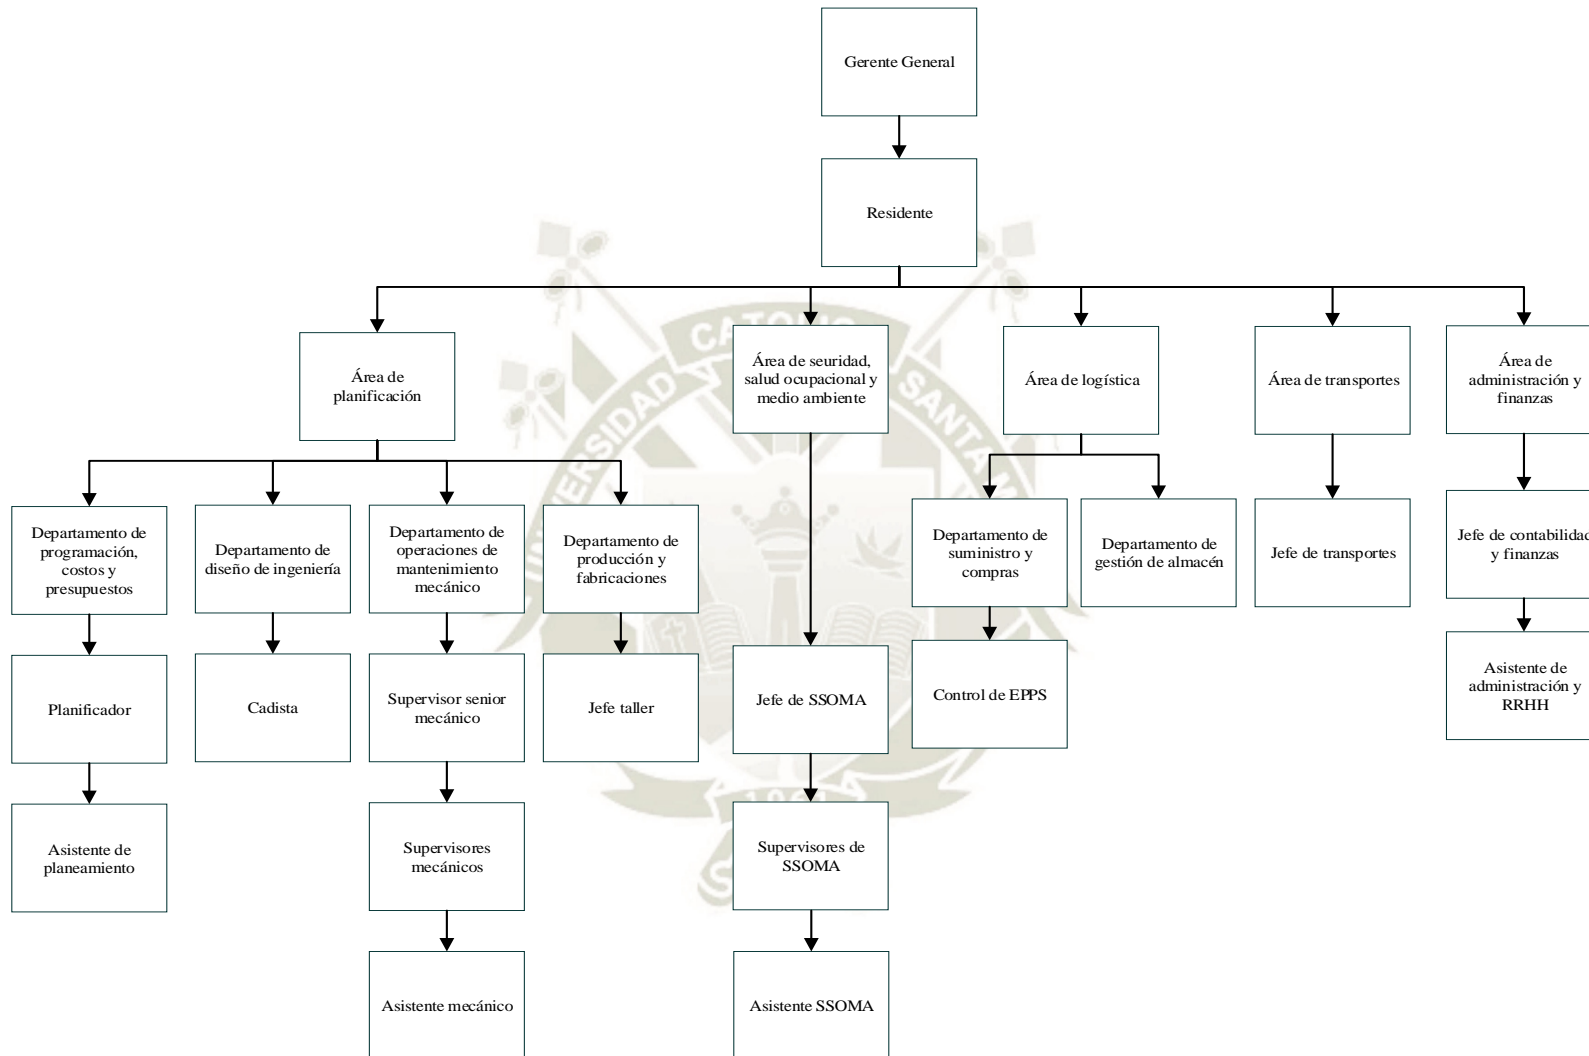 Gerente General
Residente
Área de
planificación
Área de seuridad,
salud ocupacional y
medio ambiente
Área de logística
Área de transportes
Área de
administración y
finanzas
Departamento de
programación,
costos y
presupuestos
Departamento de
diseño de ingeniería
Departamento de
operaciones de
mantenimiento
mecánico
Departamento de
producción y
fabricaciones
Departamento de
suministro y
compras
Departamento de
gestión de almacén
Jefe de transportes
Jefe de contabilidad
y finanzas
Planificador
Cadista
Supervisor senior
mecánico
Jefe taller
Jefe de SSOMA
Control de EPPS
Asistente de
administración y
RRHH
Asistente de
planeamiento
Supervisores
mecánicos
Supervisores de
SSOMA
Asistente mecánico
Asistente SSOMA